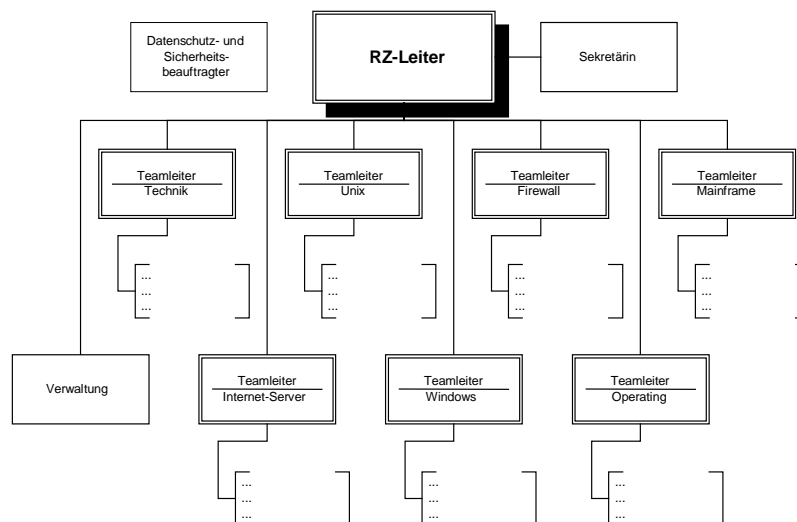 Datenschutz- und
Sicherheits-
beauftragter
RZ-Leiter
Sekretärin
Teamleiter
Technik
Teamleiter
Unix
Teamleiter
Firewall
Teamleiter
Mainframe
...
...
...
...
...
...
...
...
...
...
...
...
Verwaltung
Teamleiter
Internet-Server
Teamleiter
Windows
Teamleiter
Operating
...
...
...
...
...
...
...
...
...